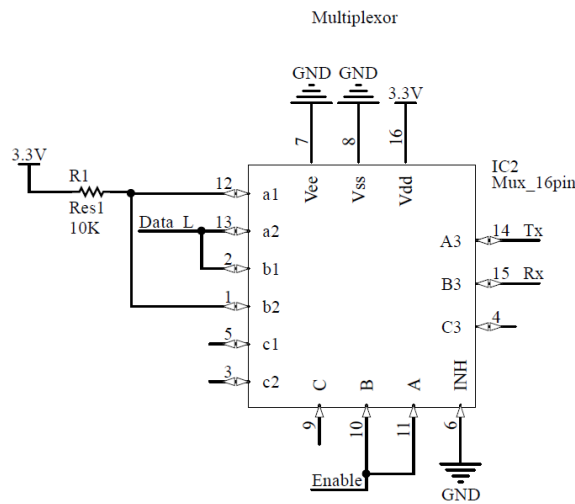 Multiplexor
GND GND
3.3V
7 8 16
Vee Vss Vdd
IC2
Mux_16pin
3.3V
R1
Res1
10K
12 a1
Data_L 13 a2
2 b1
1 b2
5 c1
3 c2
A3 14 Tx
B3 15 Rx
C3 4
C B A INH
9 10 11 6
Enable
GND